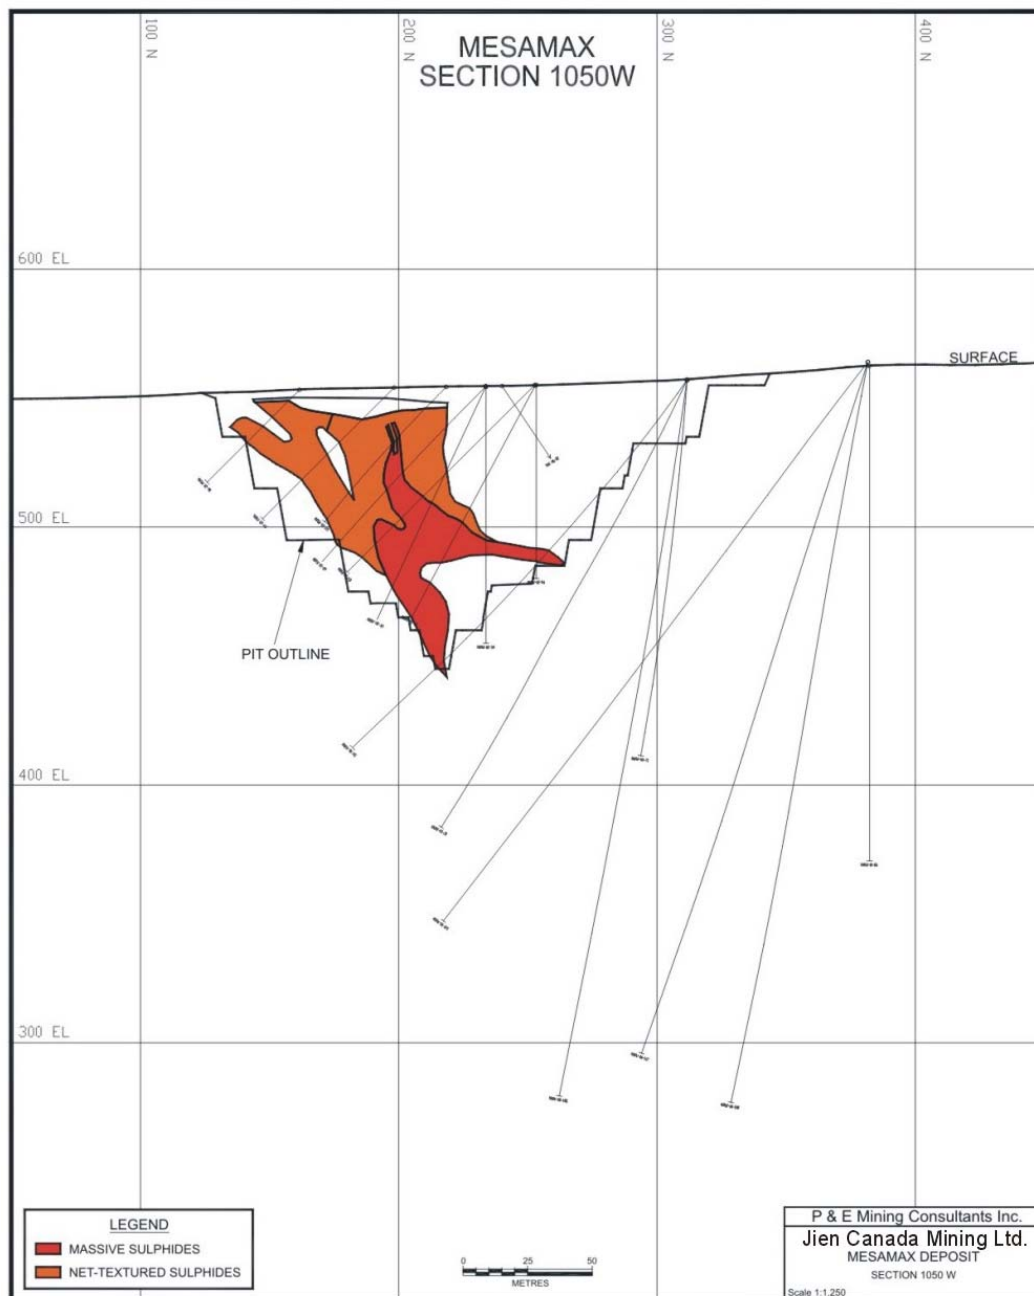 100 N
200 N
300 N
400 N
MESAMAX
SECTION 1050W
600 EL
SURFACE
500 EL
PIT OUTLINE
400 EL
300 EL
LEGEND
MASSIVE SULPHIDES
NET-TEXTURED SULPHIDES
0 25 50
METRES
P & E Mining Consultants Inc.
Jien Canada Mining Ltd.
MESAMAX DEPOSIT
SECTION 1050 W
Scale 1:1,250